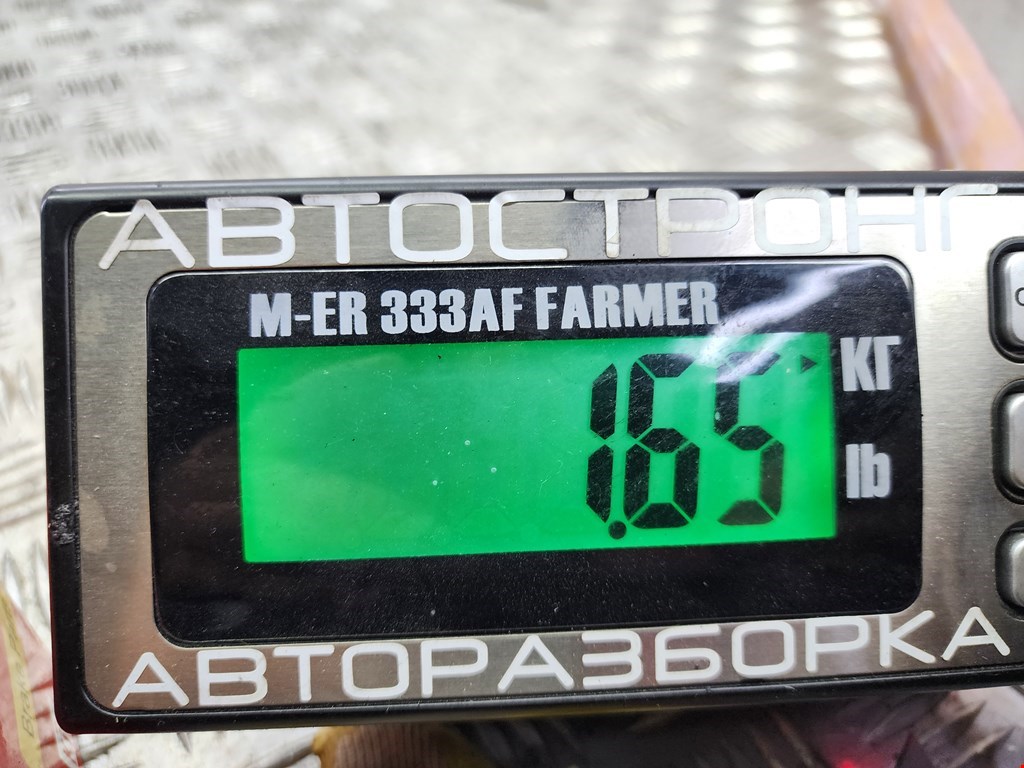 АВТОСТРОНГ
M-ER 333AF FARMER
1.65
КГ
lb
АВТОРАЗБОРКА